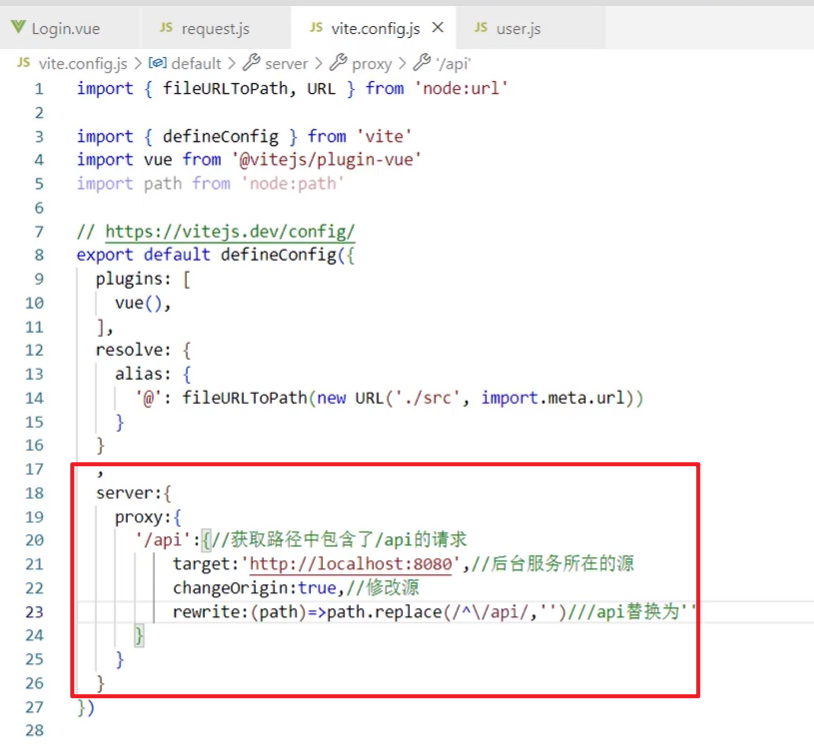 Login.vue JS request.js JS vite.config.js × JS user.js
JS vite.config.js > default > server > proxy > '/api'
1 import { fileURLToPath, URL } from 'node:url'
2
3 import { defineConfig } from 'vite'
4 import vue from '@vitejs/plugin-vue'
5 import path from 'node:path'
6
7 // https://vitejs.dev/config/
8 export default defineConfig({
9 plugins: [
10 vue(),
11 ],
12 resolve: {
13 alias: {
14 '@': fileURLToPath(new URL('./src', import.meta.url))
15 }
16 }
17 ,
18 server:{
19 proxy:{
20 '/api':{//获取路径中包含了/api的请求
21 target:'http://localhost:8080',//后台服务所在的源
22 changeOrigin:true,//修改源
23 rewrite:(path)=>path.replace(/^\/api/,'')///api替换为''
24 }
25 }
26 }
27 })
28